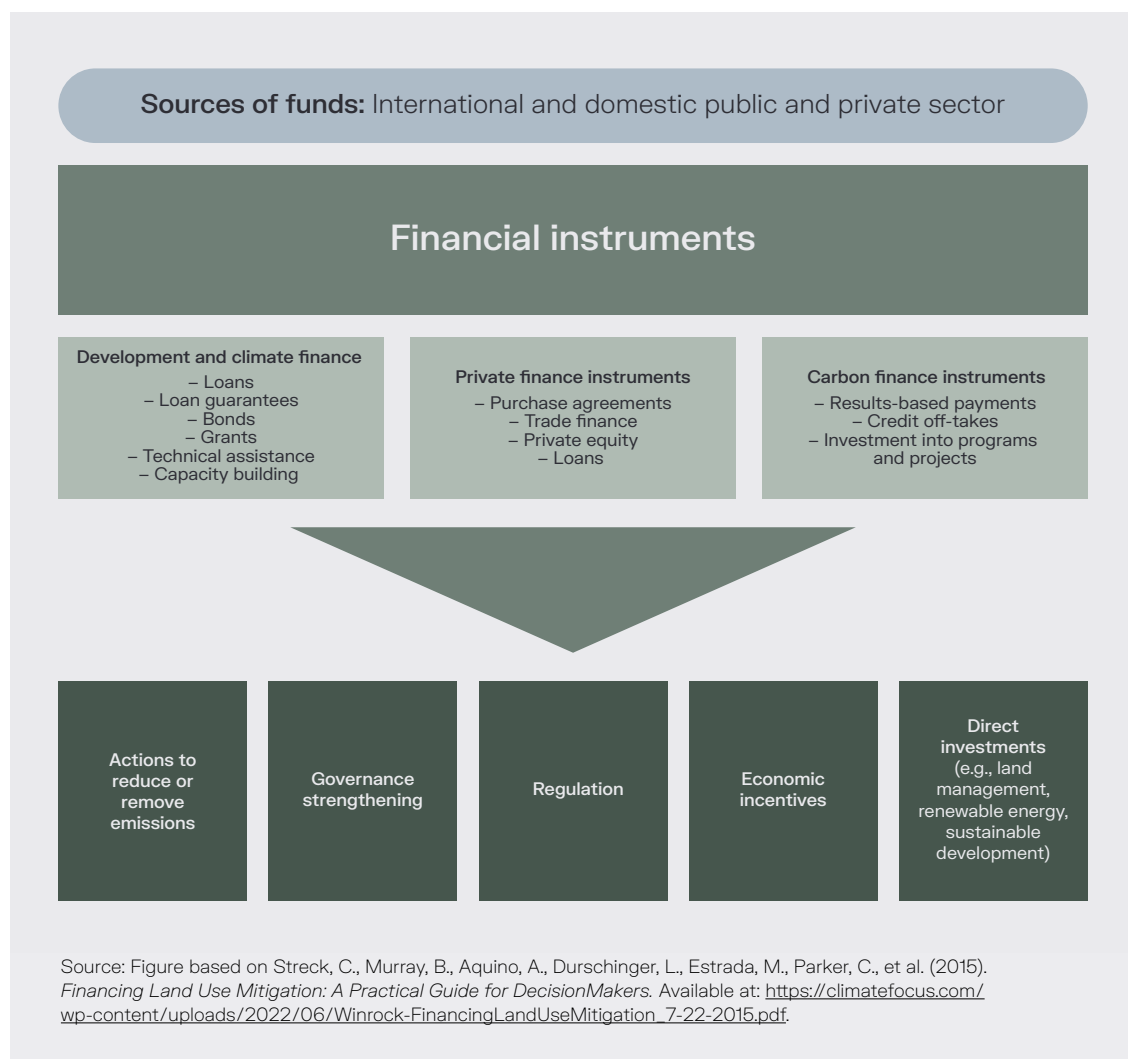 Sources of funds: International and domestic public and private sector
Financial instruments
Development and climate finance
– Loans
– Loan guarantees
– Bonds
– Grants
– Technical assistance
– Capacity building
Private finance instruments
– Purchase agreements
– Trade finance
– Private equity
– Loans
Carbon finance instruments
– Results-based payments
– Credit off-takes
– Investment into programs
and projects
Actions to
reduce or
remove
emissions
Governance
strengthening
Regulation
Economic
incentives
Direct
investments
(e.g., land
management,
renewable energy,
sustainable
development)
Source: Figure based on Streck, C., Murray, B., Aquino, A., Durschinger, L., Estrada, M., Parker, C., et al. (2015).
Financing Land Use Mitigation: A Practical Guide for DecisionMakers. Available at: https://climatefocus.com/
wp-content/uploads/2022/06/Winrock-FinancingLandUseMitigation_7-22-2015.pdf.